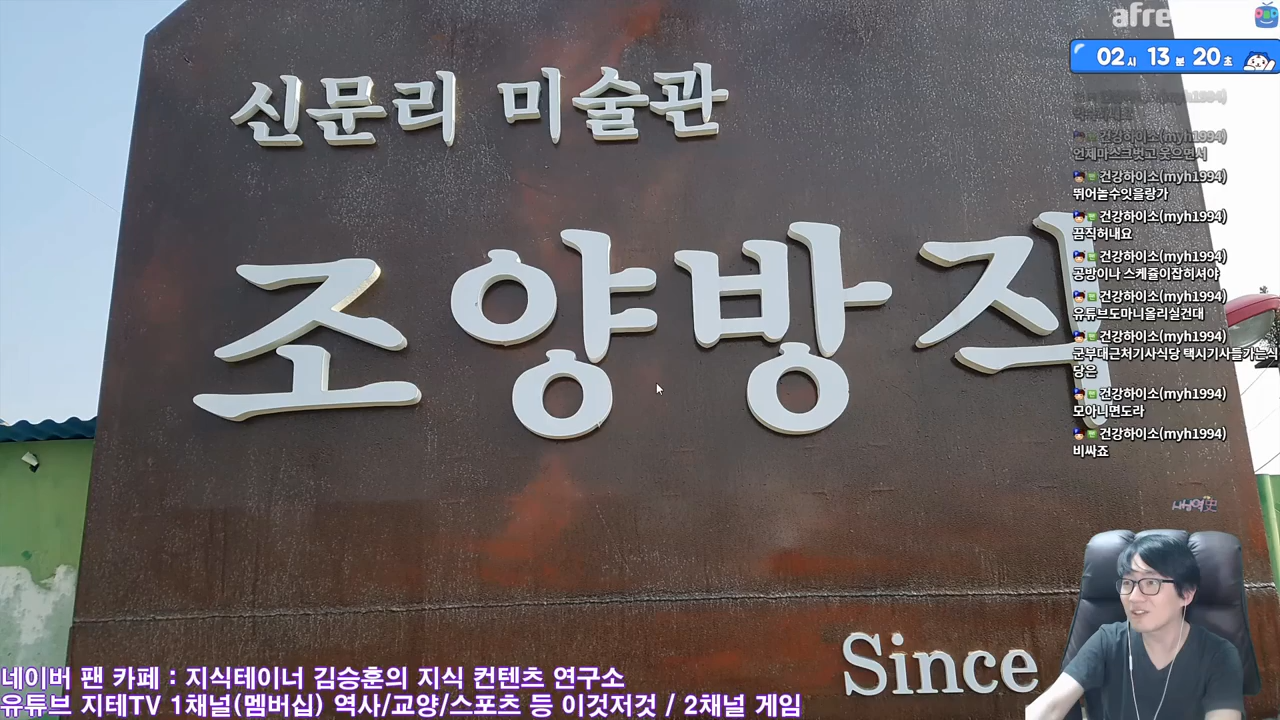 신문리 미술관
조양방직
Since
afre
02시 13분 20초
건강하이소(myh1994)
언제마스크벗고 웃으면서
건강하이소(myh1994)
뛰어놀수잇을랑가
건강하이소(myh1994)
끔직허내요
건강하이소(myh1994)
공방이나 스케쥴이잡히셔야
건강하이소(myh1994)
유튜브도마니올리실건대
건강하이소(myh1994)
군부대근처기사식당 택시기사들가는식
당은
건강하이소(myh1994)
모아니면도라
건강하이소(myh1994)
비싸죠
네이버 팬 카페 : 지식테이너 김승훈의 지식 컨텐츠 연구소
유튜브 지테TV 1채널(멤버십) 역사/교양/스포츠 등 이것저것 / 2채널 게임